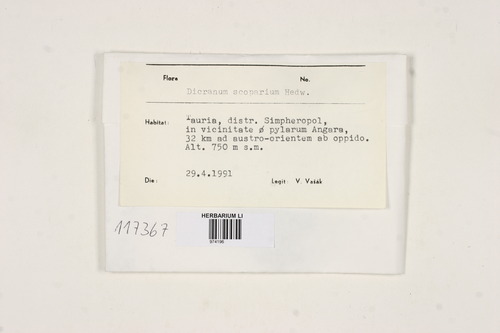 Flora No.
Dicranum scoparium Hedw.
Habitat: Tauria, distr. Simpheropol,
in vicinitate ø pylarum Angara,
32 km ad austro-orientem ab oppido.
Alt. 750 m s.m.
Die: 29.4.1991 Legit: V. Vašák
117367
HERBARIUM LI
974196